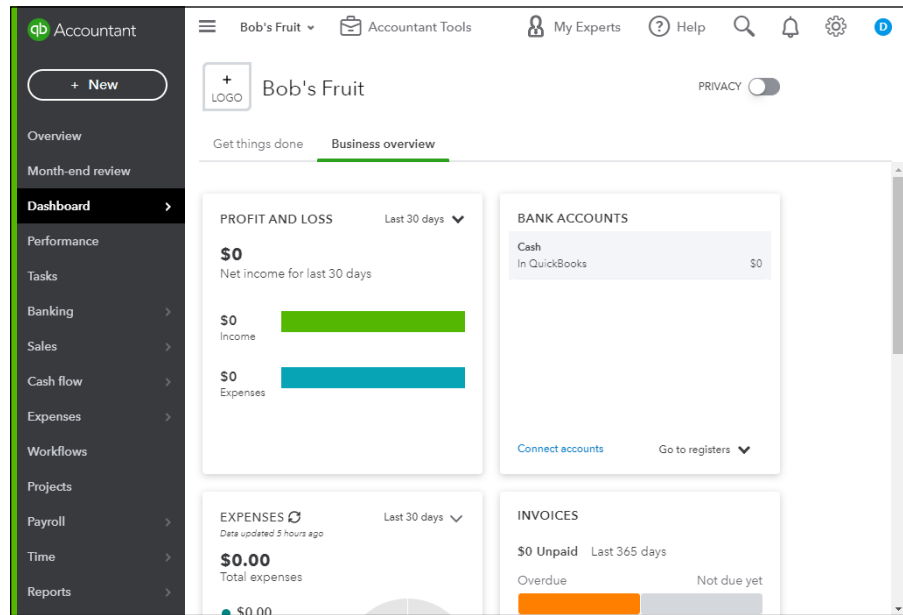 qb Accountant
Bob's Fruit
Accountant Tools
My Experts
? Help
D
+ New
+
LOGO
Bob's Fruit
PRIVACY
Get things done
Business overview
Overview
Month-end review
Dashboard
Performance
Tasks
Banking
Sales
Cash flow
Expenses
Workflows
Projects
Payroll
Time
Reports
PROFIT AND LOSS
Last 30 days
$0
Net income for last 30 days
$0
Income
$0
Expenses
BANK ACCOUNTS
Cash
In QuickBooks
$0
Connect accounts
Go to registers
EXPENSES
Last 30 days
Data updated 5 hours ago
$0.00
Total expenses
$0.00
INVOICES
$0 Unpaid Last 365 days
Overdue
Not due yet